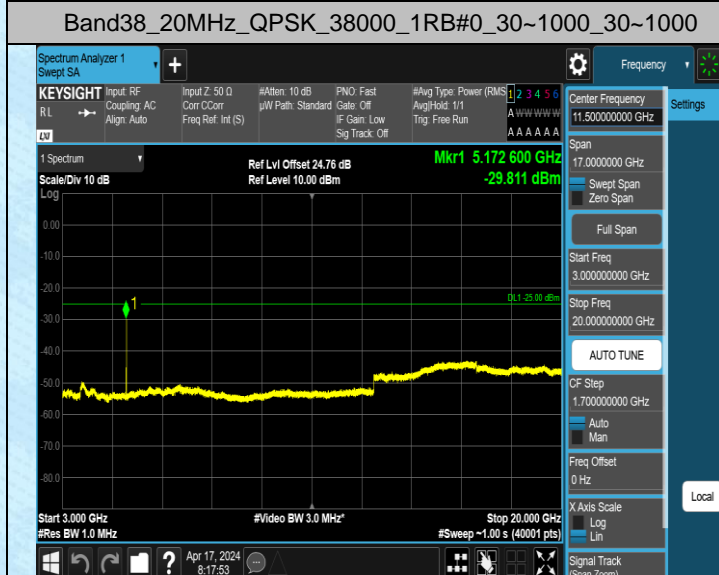 Band38_20MHz_QPSK_38000_1RB#0_30~1000_30~1000
Spectrum Analyzer 1
Swept SA
Frequency
KEYSIGHT
RL
LXI
Input: RF
Coupling: AC
Align: Auto
Input Z: 50 Ω
Corr CCorr
Freq Ref: Int (S)
#Atten: 10 dB
µW Path: Standard
PNO: Fast
Gate: Off
IF Gain: Low
Sig Track: Off
#Avg Type: Power (RMS
Avg|Hold: 1/1
Trig: Free Run
1 2 3 4 5 6
A WW WW W
A A A A A A
1 Spectrum
Scale/Div 10 dB
Log
Ref Lvl Offset 24.76 dB
Ref Level 10.00 dBm
Mkr1 5.172 600 GHz
-29.811 dBm
0.00
-10.0
-20.0
-30.0
-40.0
-50.0
-60.0
-70.0
-80.0
1
DL1 -25.00 dBm
Start 3.000 GHz
#Res BW 1.0 MHz
#Video BW 3.0 MHz*
Stop 20.000 GHz
#Sweep ~1.00 s (40001 pts)
Center Frequency
11.500000000 GHz
Span
17.0000000 GHz
Swept Span
Zero Span
Full Span
Start Freq
3.000000000 GHz
Stop Freq
20.000000000 GHz
AUTO TUNE
CF Step
1.700000000 GHz
Auto
Man
Freq Offset
0 Hz
X Axis Scale
Log
Lin
Signal Track
(Span Zoom)
Settings
Local
?
Apr 17, 2024
8:17:53